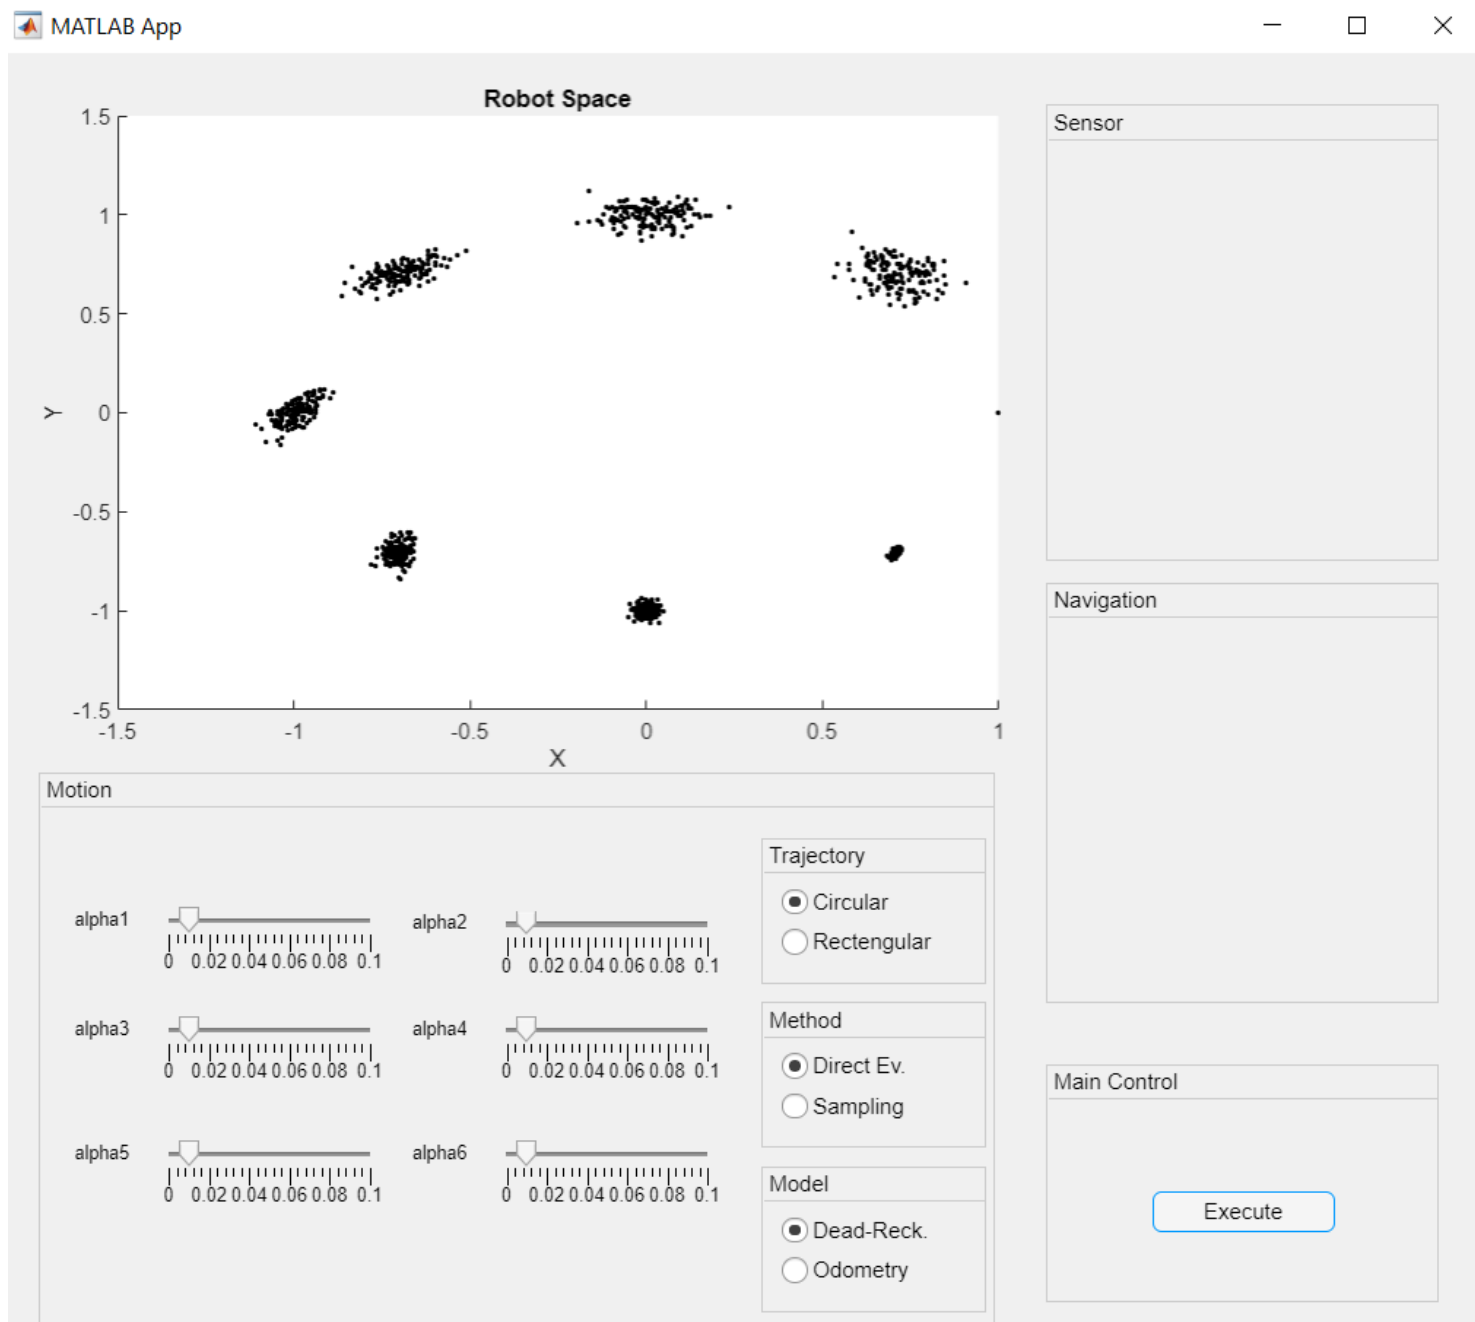 MATLAB App
Robot Space
1.5
1
0.5
0
-0.5
-1
-1.5
Y
-1.5 -1 -0.5 0 0.5 1
X
Sensor
Navigation
Motion
alpha1
0 0.02 0.04 0.06 0.08 0.1
alpha2
0 0.02 0.04 0.06 0.08 0.1
alpha3
0 0.02 0.04 0.06 0.08 0.1
alpha4
0 0.02 0.04 0.06 0.08 0.1
alpha5
0 0.02 0.04 0.06 0.08 0.1
alpha6
0 0.02 0.04 0.06 0.08 0.1
Trajectory
Circular
Rectengular
Method
Direct Ev.
Sampling
Model
Dead-Reck.
Odometry
Main Control
Execute